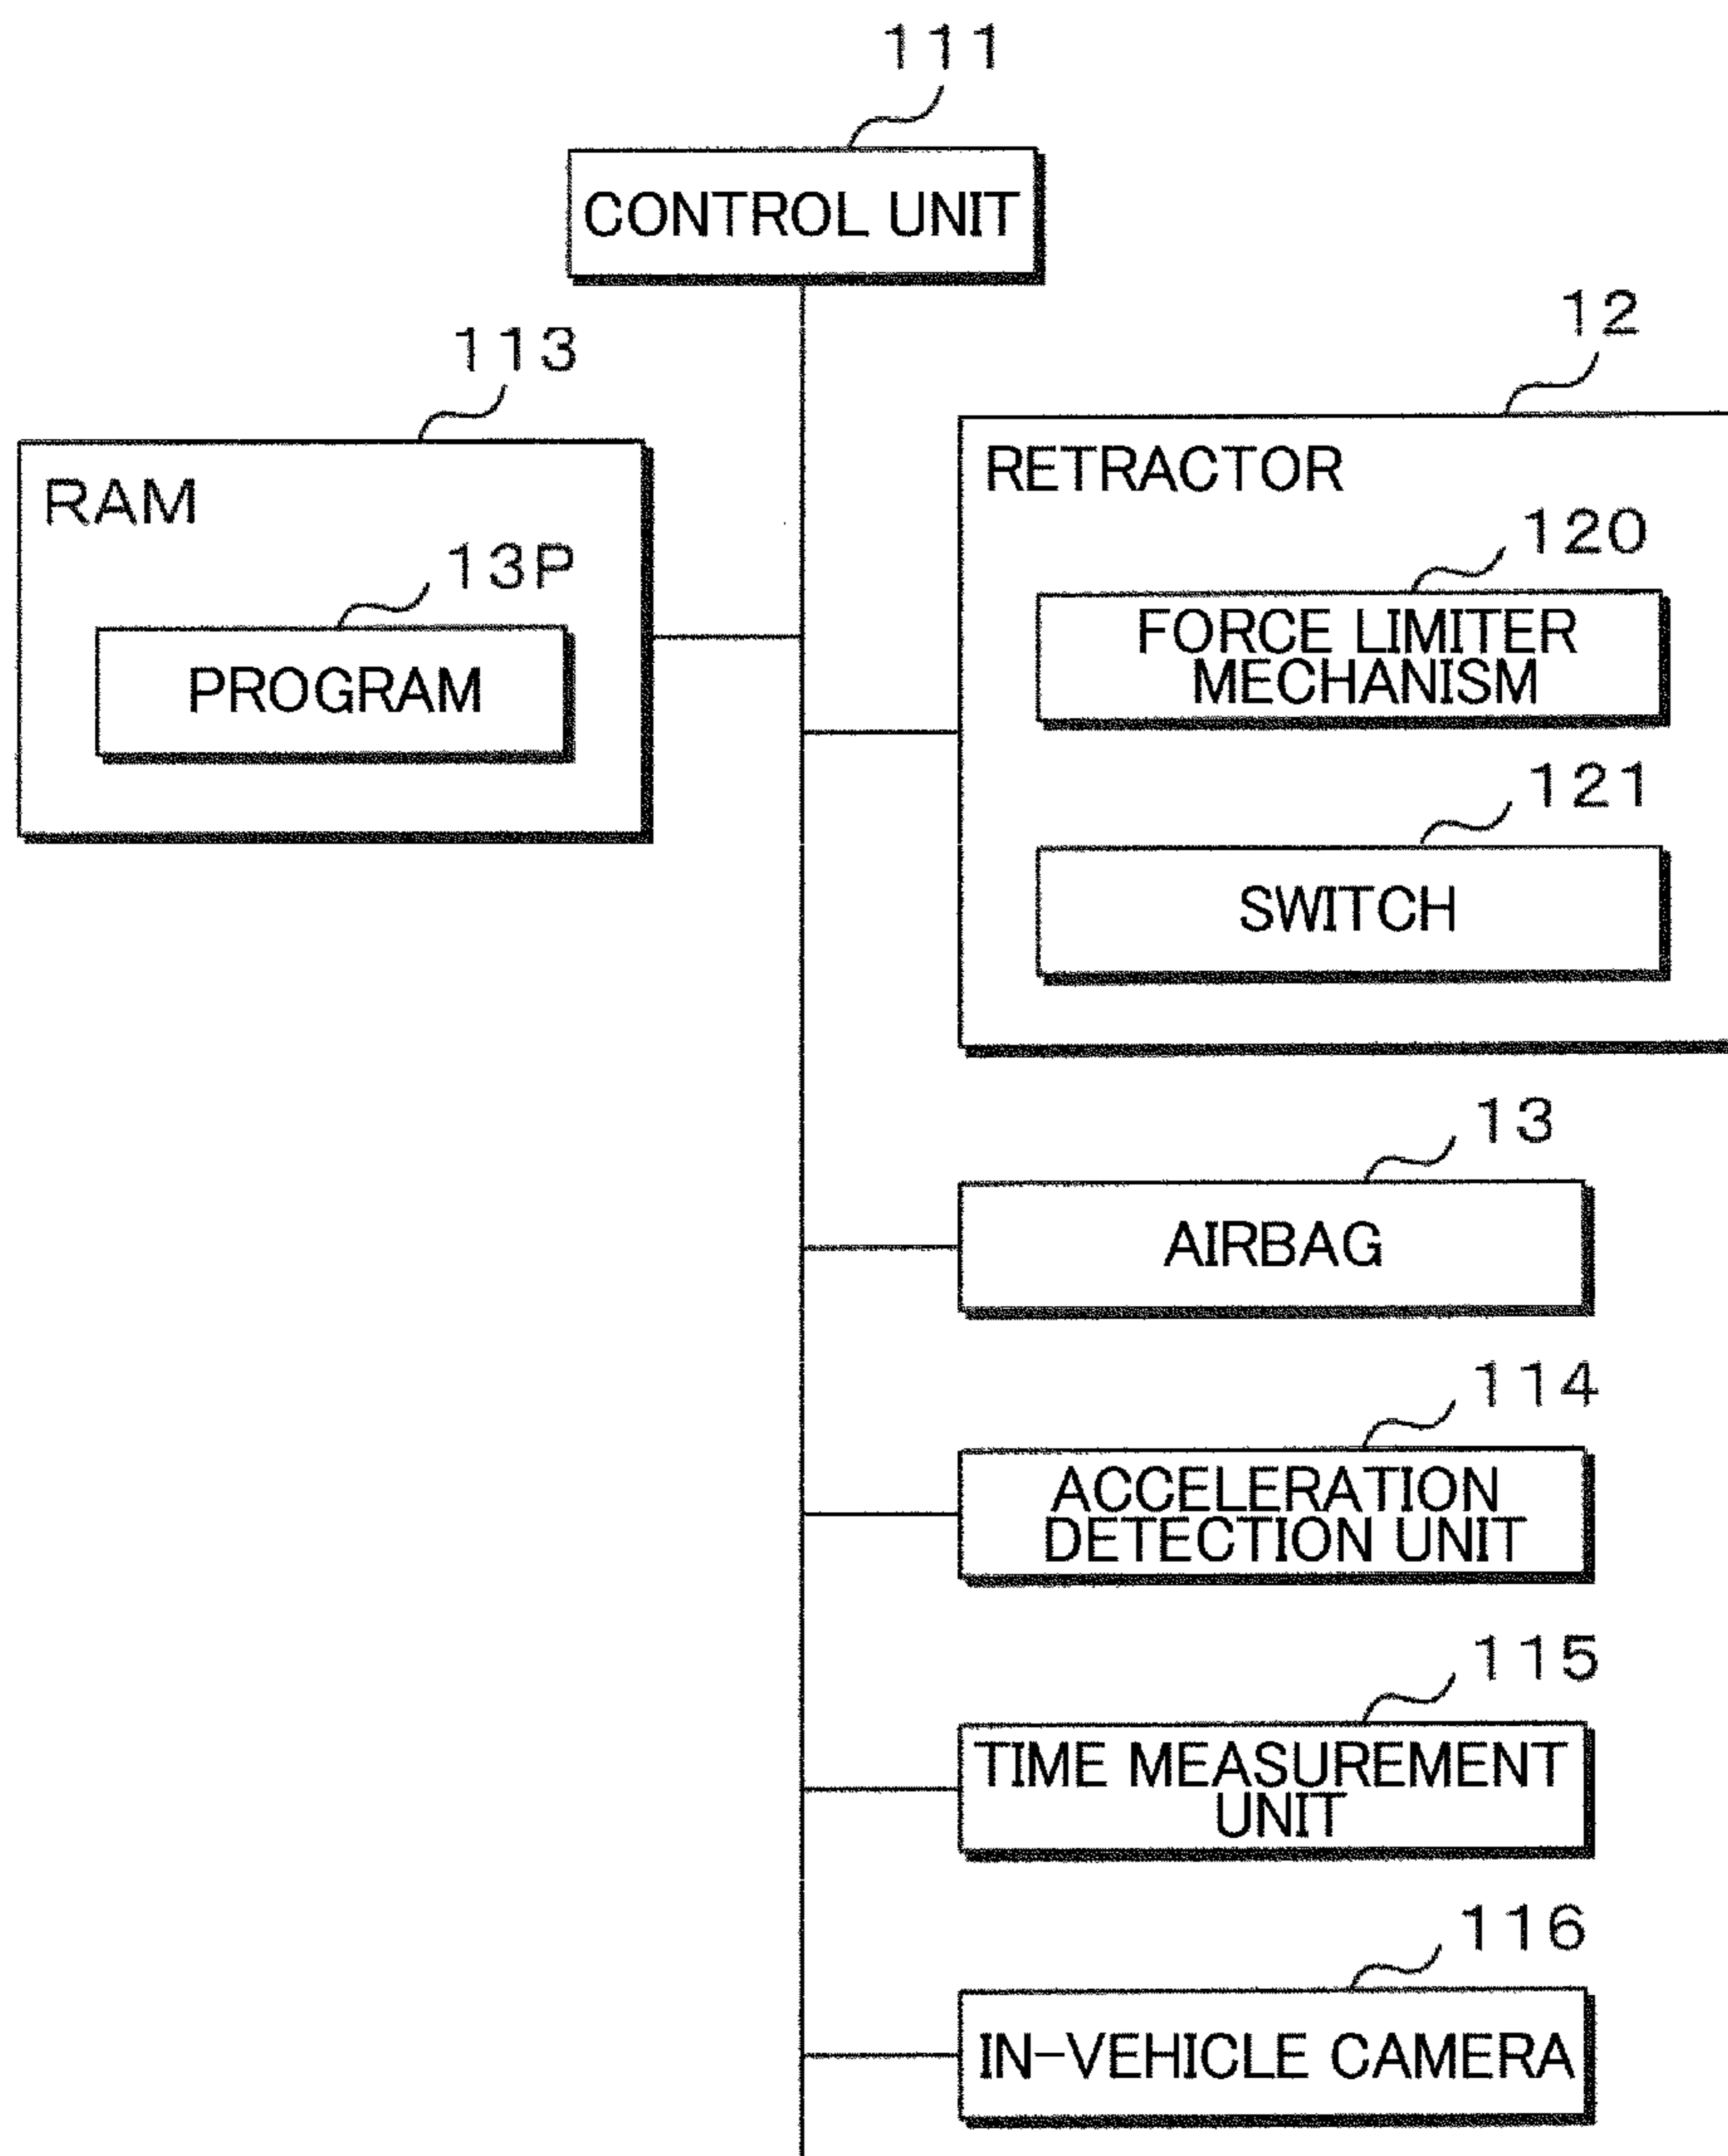 111
CONTROL UNIT
113
RAM
13P
PROGRAM
12
RETRACTOR
120
FORCE LIMITER
MECHANISM
121
SWITCH
13
AIRBAG
114
ACCELERATION
DETECTION UNIT
115
TIME MEASUREMENT
UNIT
116
IN-VEHICLE CAMERA